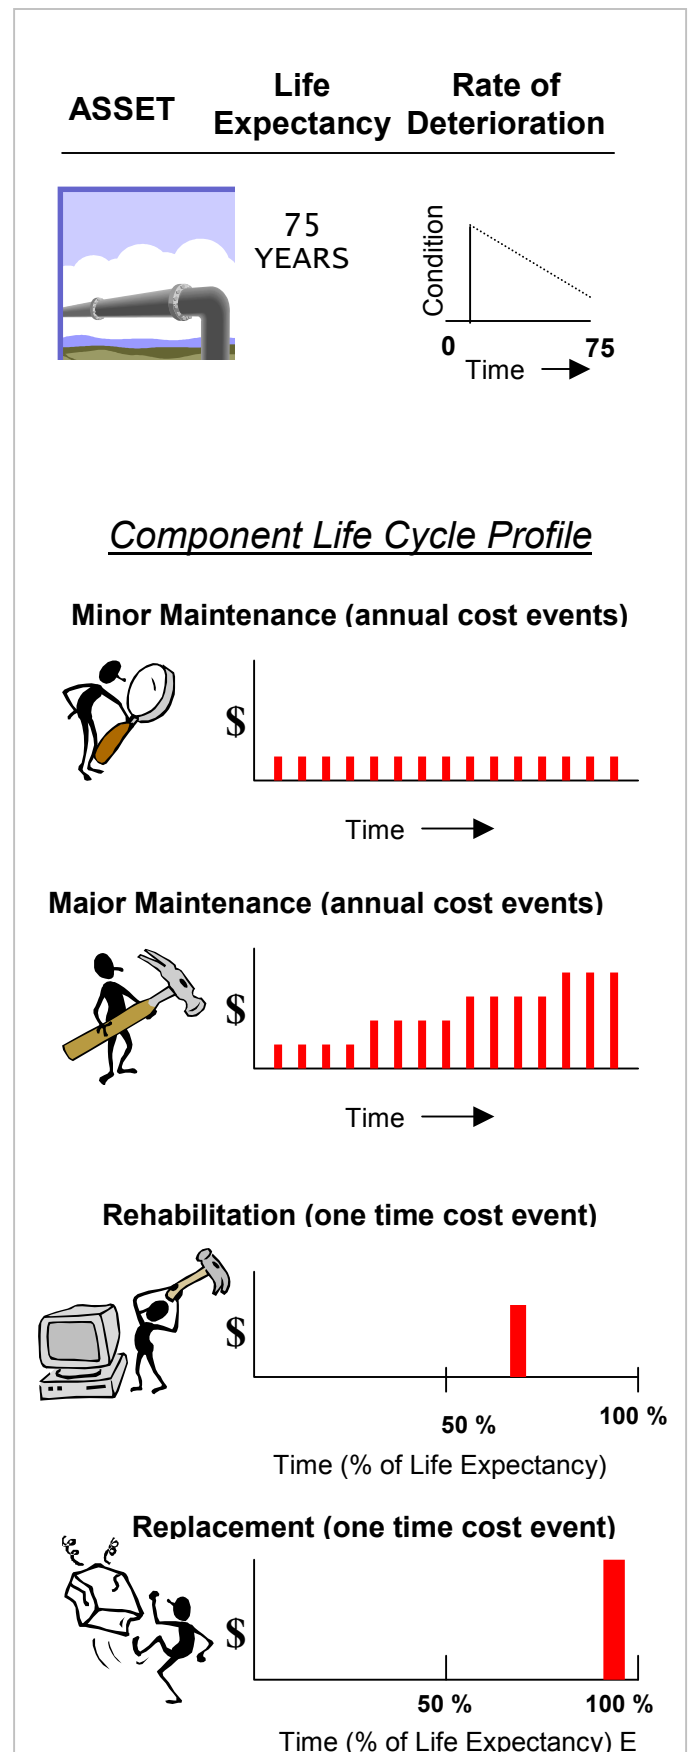 ASSET
Life
Expectancy
Rate of
Deterioration
75
YEARS
Condition
0
75
Time
Component Life Cycle Profile
Minor Maintenance (annual cost events)
$
Time
Major Maintenance (annual cost events)
$
Time
Rehabilitation (one time cost event)
$
50 %
100 %
Time (% of Life Expectancy)
Replacement (one time cost event)
$
50 %
100 %
Time (% of Life Expectancy) E